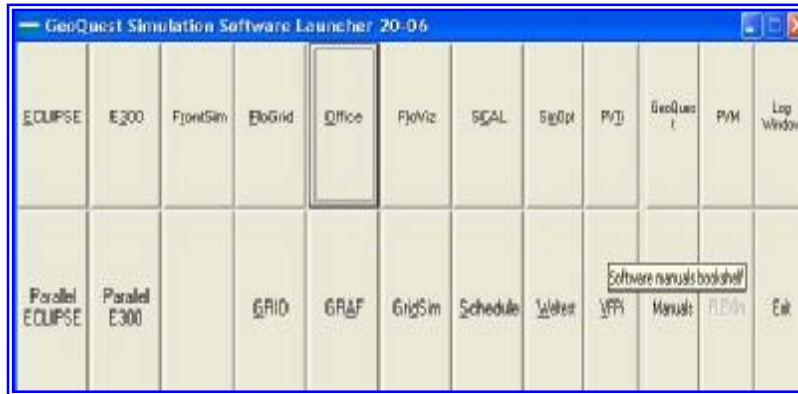 GeoQuest Simulation Software Launcher 20-06
ECLIPSE E300 FrontSim FloGrid Office FloViz SCAL SimOpt PVTi GeoQuest PVM Log Window
Software manuals bookshelf
Parallel ECLIPSE Parallel E300 GRID GRAF GridSim Schedule Weltest VFPi Manuals Exit